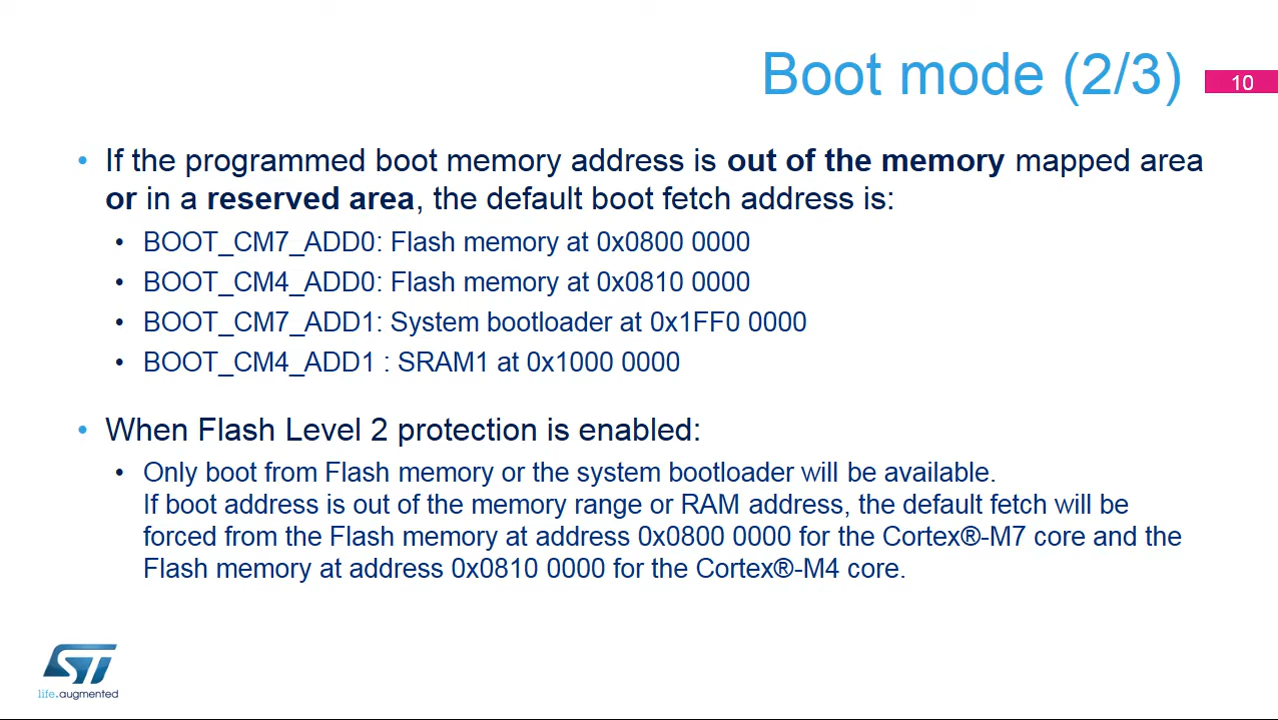 Boot mode (2/3)
10
• If the programmed boot memory address is out of the memory mapped area
or in a reserved area, the default boot fetch address is:
• BOOT_CM7_ADD0: Flash memory at 0x0800 0000
• BOOT_CM4_ADD0: Flash memory at 0x0810 0000
• BOOT_CM7_ADD1: System bootloader at 0x1FF0 0000
• BOOT_CM4_ADD1 : SRAM1 at 0x1000 0000
• When Flash Level 2 protection is enabled:
• Only boot from Flash memory or the system bootloader will be available.
If boot address is out of the memory range or RAM address, the default fetch will be
forced from the Flash memory at address 0x0800 0000 for the Cortex®-M7 core and the
Flash memory at address 0x0810 0000 for the Cortex®-M4 core.
ST
life.augmented